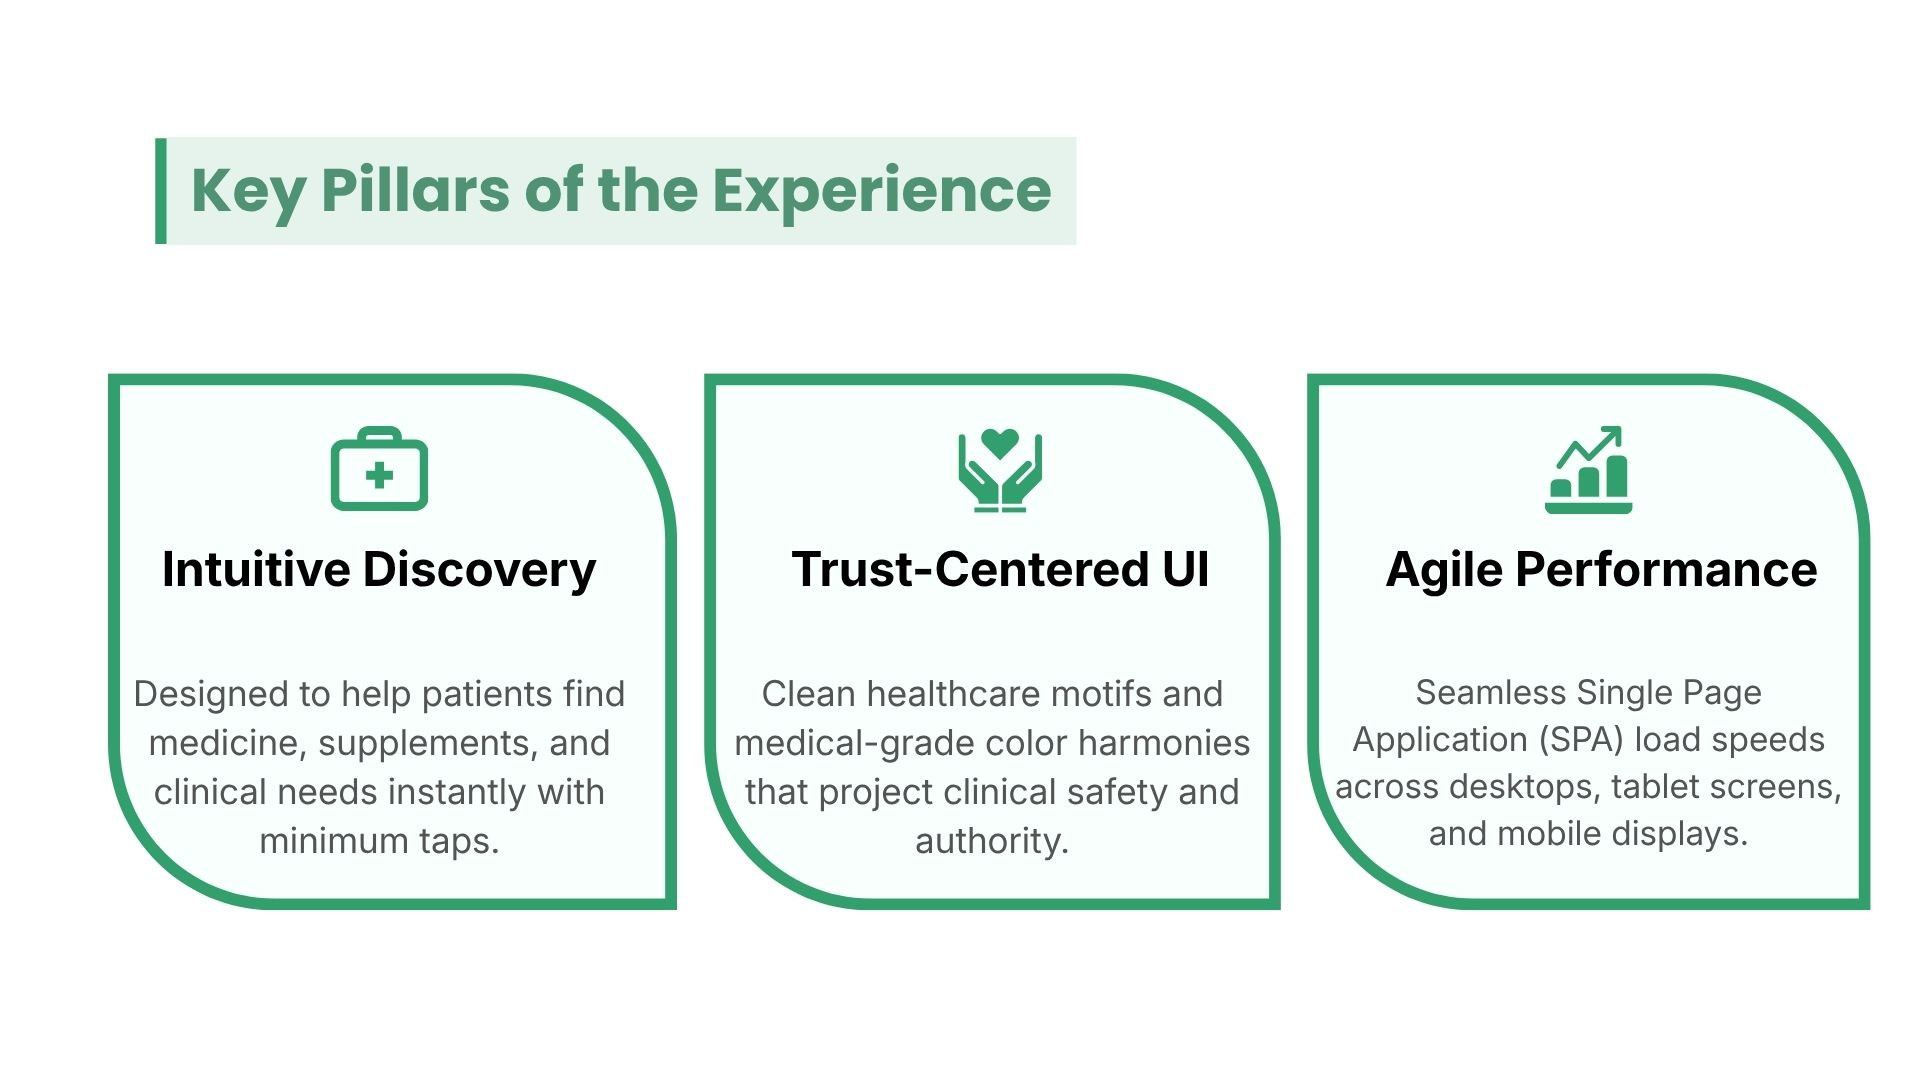 Key Pillars of the Experience
Intuitive Discovery
Designed to help patients find
medicine, supplements, and
clinical needs instantly with
minimum taps.
Trust-Centered UI
Clean healthcare motifs and
medical-grade color harmonies
that project clinical safety and
authority.
Agile Performance
Seamless Single Page
Application (SPA) load speeds
across desktops, tablet screens,
and mobile displays.